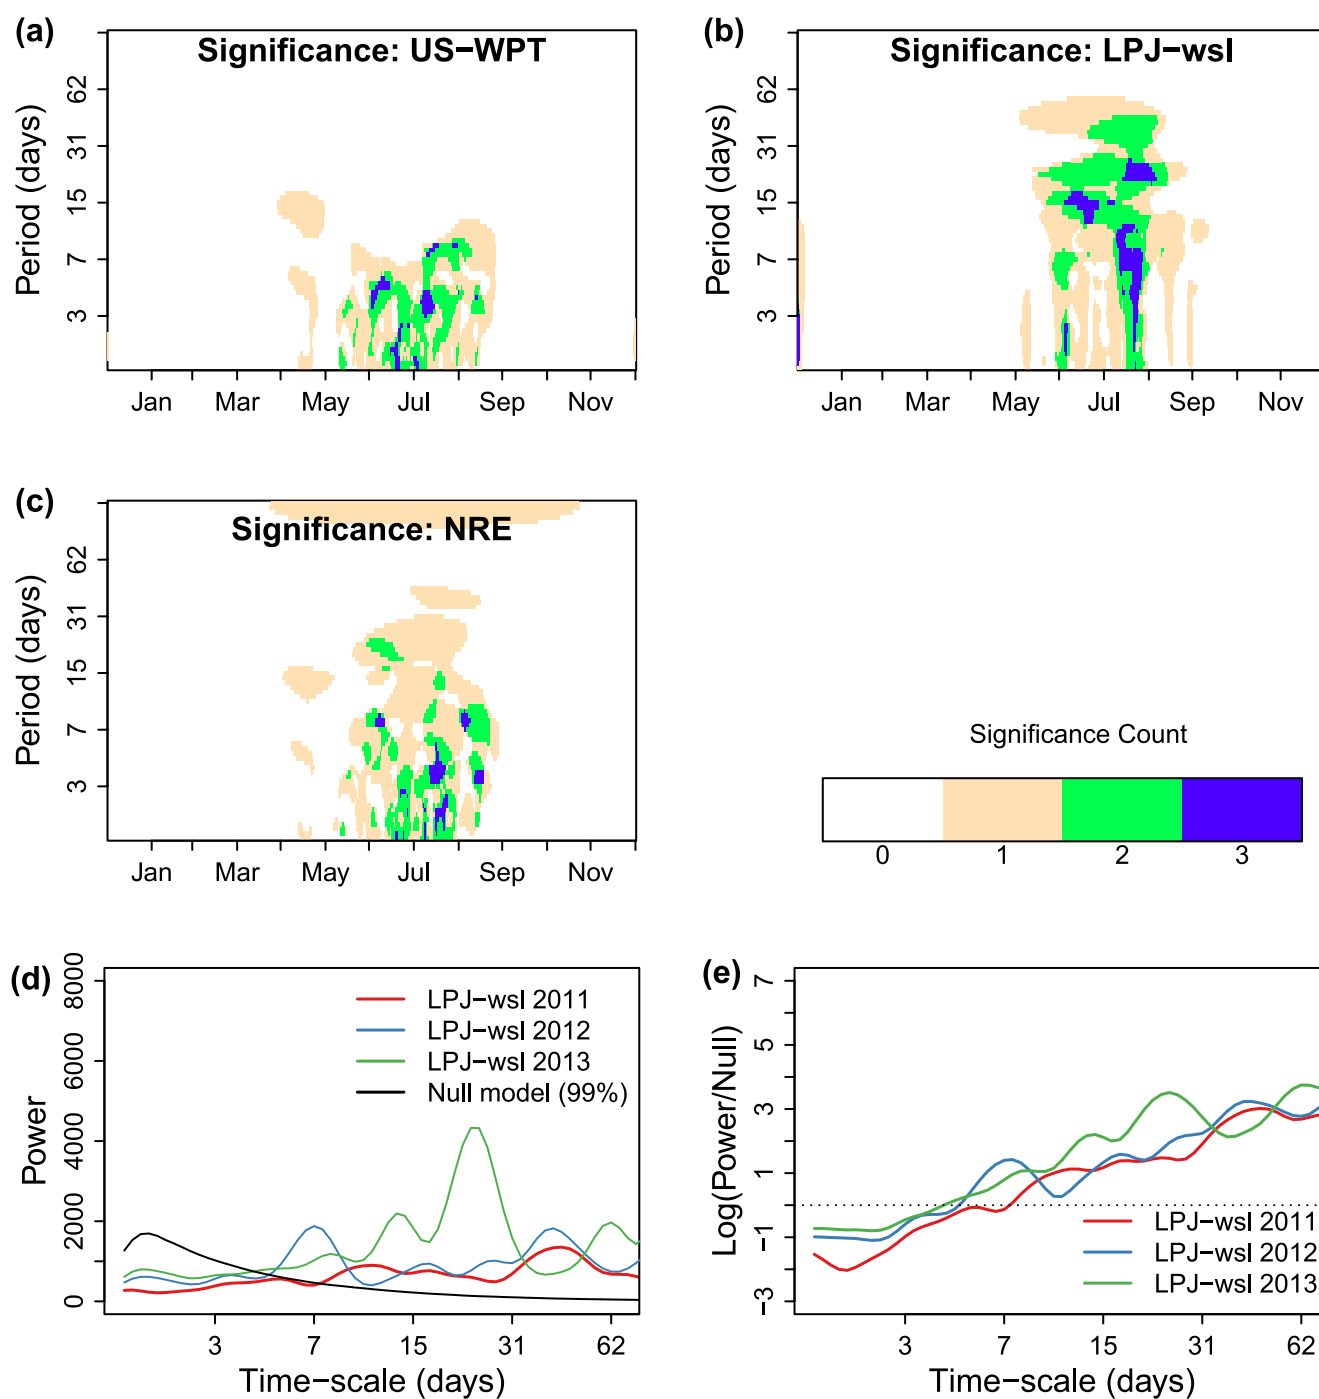 (a)
Significance: US−WPT
Period (days)
62
31
15
7
3
Jan
Mar
May
Jul
Sep
Nov
(b)
Significance: LPJ−wsl
Period (days)
62
31
15
7
3
Jan
Mar
May
Jul
Sep
Nov
(c)
Significance: NRE
Period (days)
62
31
15
7
3
Jan
Mar
May
Jul
Sep
Nov
Significance Count
0
1
2
3
(d)
Power
8000
6000
4000
2000
0
LPJ−wsl 2011
LPJ−wsl 2012
LPJ−wsl 2013
Null model (99%)
3
7
15
31
62
Time−scale (days)
(e)
Log(Power/Null)
7
5
3
1
−1
−3
LPJ−wsl 2011
LPJ−wsl 2012
LPJ−wsl 2013
3
7
15
31
62
Time−scale (days)